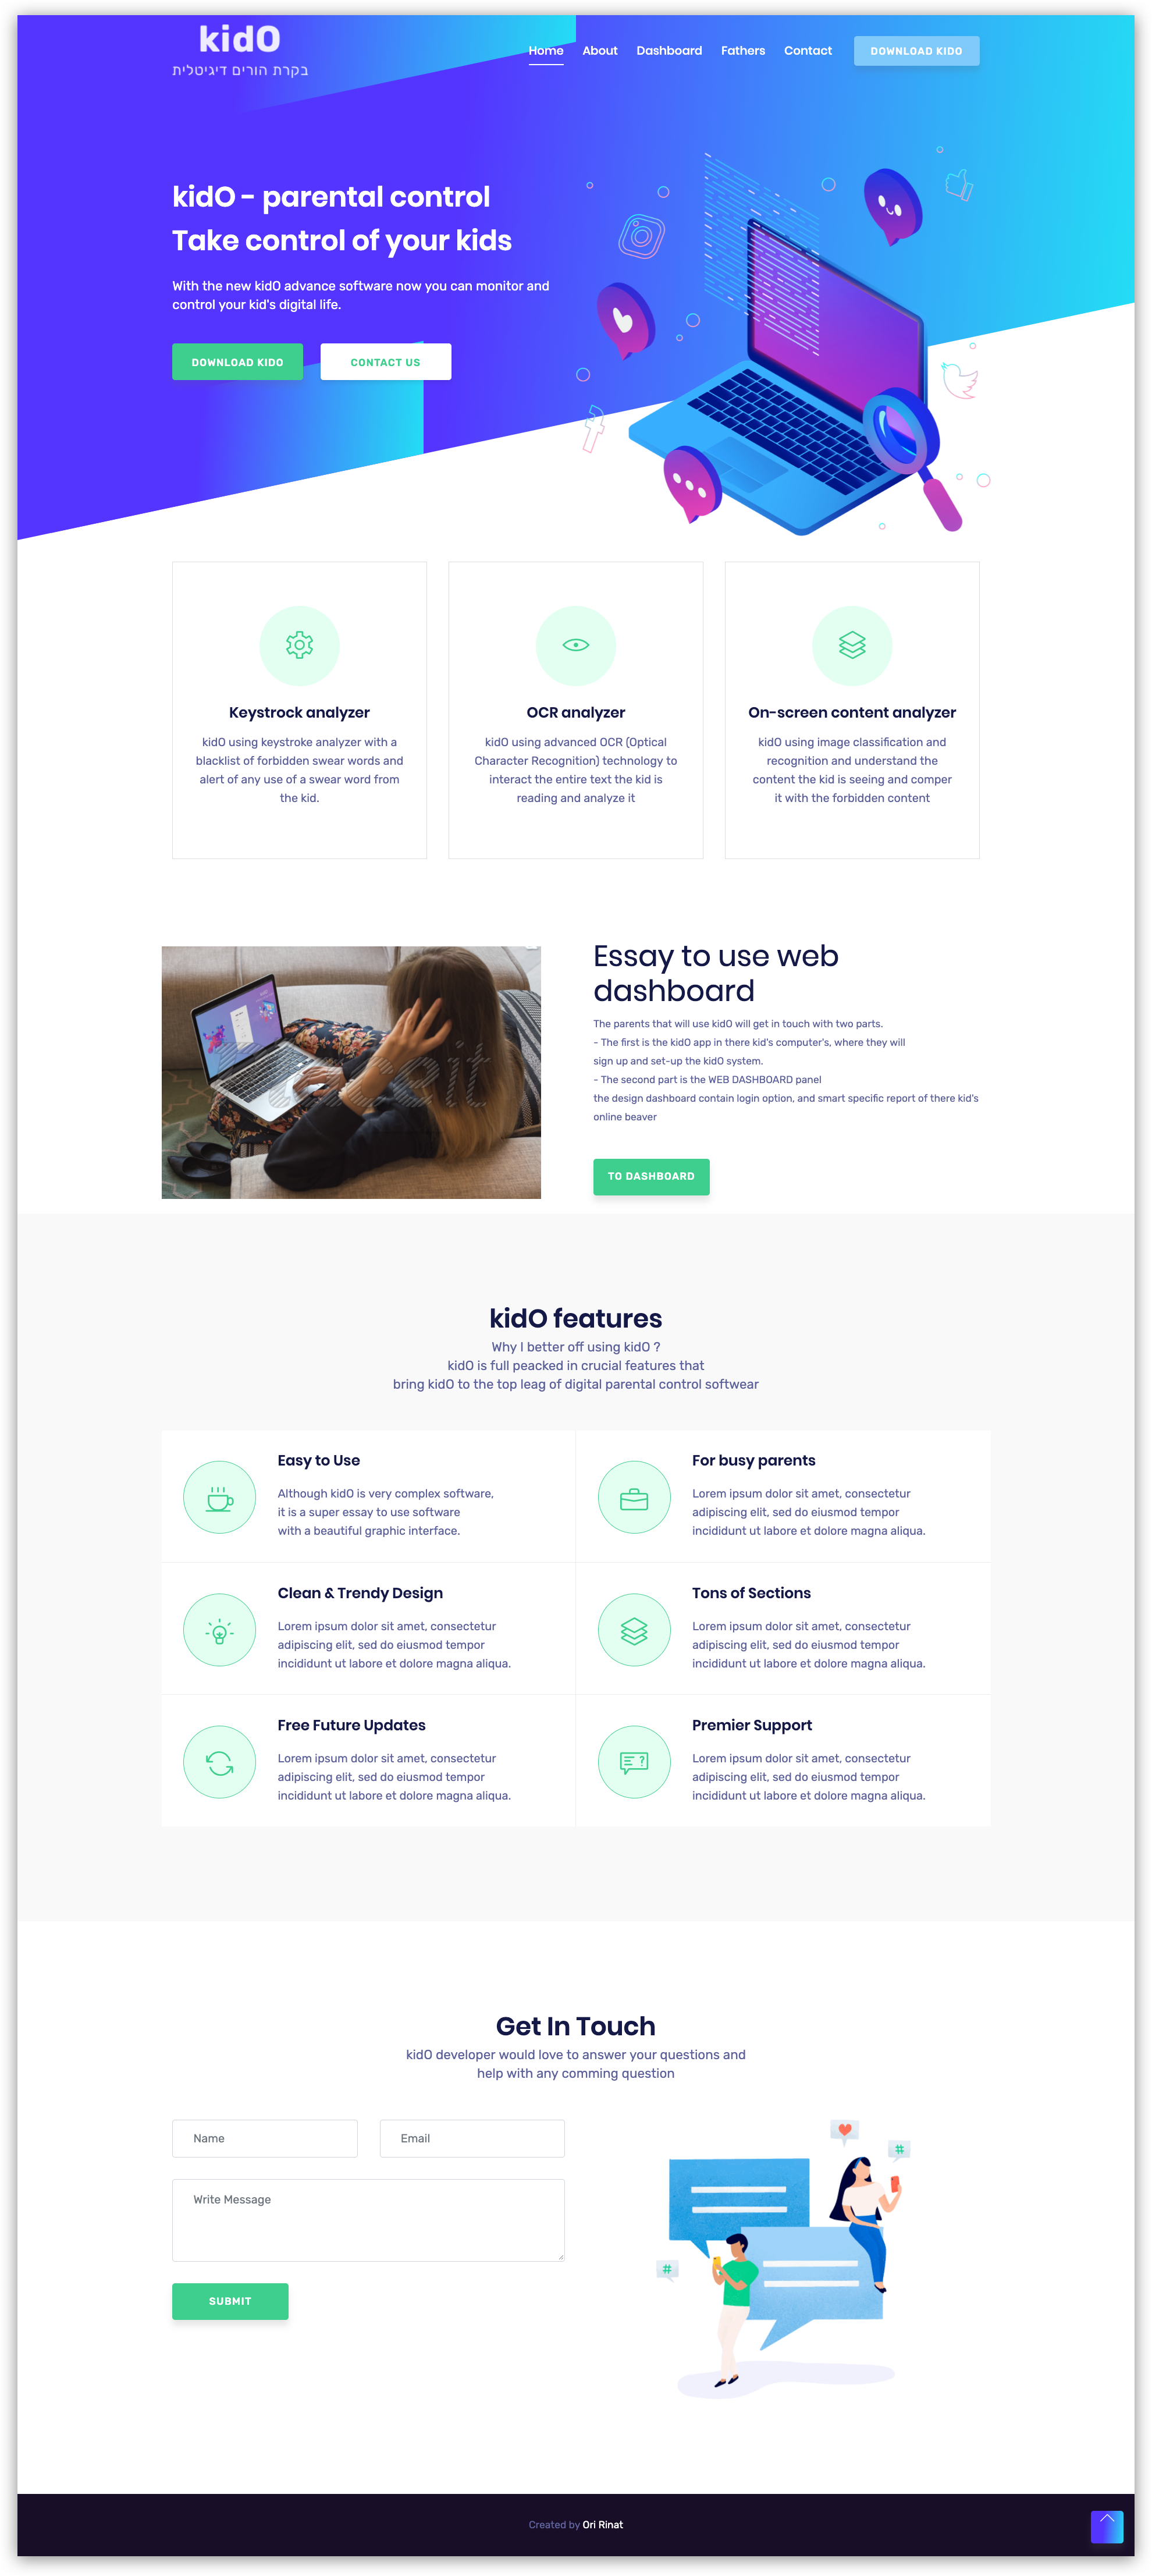 kidO
בקרת הורים דיגיטלית
Home About Dashboard Fathers Contact DOWNLOAD KIDO
kidO - parental control
Take control of your kids
With the new kidO advance software now you can monitor and
control your kid's digital life.
DOWNLOAD KIDO CONTACT US
Keystrock analyzer
kidO using keystroke analyzer with a
blacklist of forbidden swear words and
alert of any use of a swear word from
the kid.
OCR analyzer
kidO using advanced OCR (Optical
Character Recognition) technology to
interact the entire text the kid is
reading and analyze it
On-screen content analyzer
kidO using image classification and
recognition and understand the
content the kid is seeing and comper
it with the forbidden content
Essay to use web
dashboard
The parents that will use kidO will get in touch with two parts.
- The first is the kidO app in there kid's computer's, where they will
sign up and set-up the kidO system.
- The second part is the WEB DASHBOARD panel
the design dashboard contain login option, and smart specific report of there kid's
online beaver
TO DASHBOARD
kidO features
Why I better off using kidO ?
kidO is full peacked in crucial features that
bring kidO to the top leag of digital parental control softwear
Easy to Use
Although kidO is very complex software,
it is a super essay to use software
with a beautiful graphic interface.
For busy parents
Lorem ipsum dolor sit amet, consectetur
adipiscing elit, sed do eiusmod tempor
incididunt ut labore et dolore magna aliqua.
Clean & Trendy Design
Lorem ipsum dolor sit amet, consectetur
adipiscing elit, sed do eiusmod tempor
incididunt ut labore et dolore magna aliqua.
Tons of Sections
Lorem ipsum dolor sit amet, consectetur
adipiscing elit, sed do eiusmod tempor
incididunt ut labore et dolore magna aliqua.
Free Future Updates
Lorem ipsum dolor sit amet, consectetur
adipiscing elit, sed do eiusmod tempor
incididunt ut labore et dolore magna aliqua.
Premier Support
Lorem ipsum dolor sit amet, consectetur
adipiscing elit, sed do eiusmod tempor
incididunt ut labore et dolore magna aliqua.
Get In Touch
kidO developer would love to answer your questions and
help with any comming question
Name
Email
Write Message
SUBMIT
#
#
Created by Ori Rinat